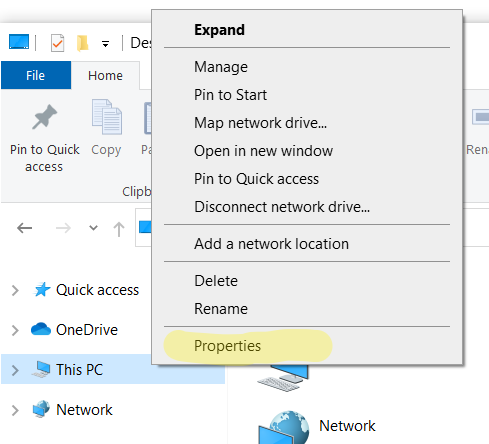 Des
Expand
File
Home
Manage
Pin to Start
Map network drive...
Open in new window
Pin to Quick access
Disconnect network drive...
Add a network location
Delete
Rename
Properties
Pin to Quick
access
Copy
Pa
Ren
Clipb
Quick access
OneDrive
This PC
Network
Network